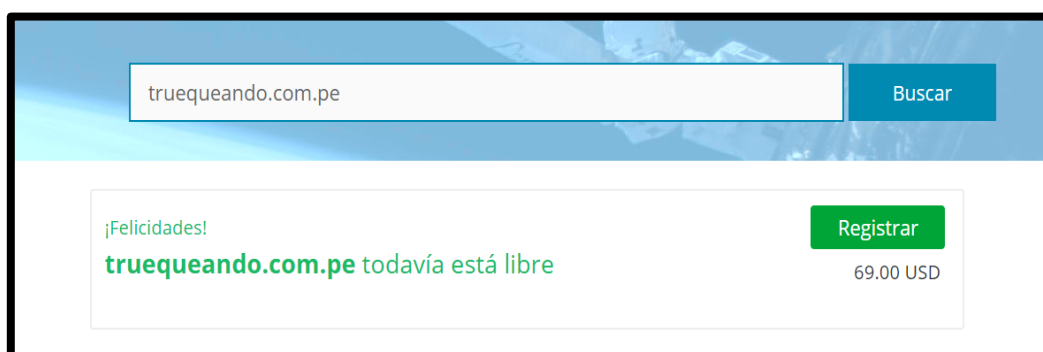 truequeando.com.pe
Buscar
¡Felicidades!
Registrar
truequeando.com.pe todavía está libre
69.00 USD